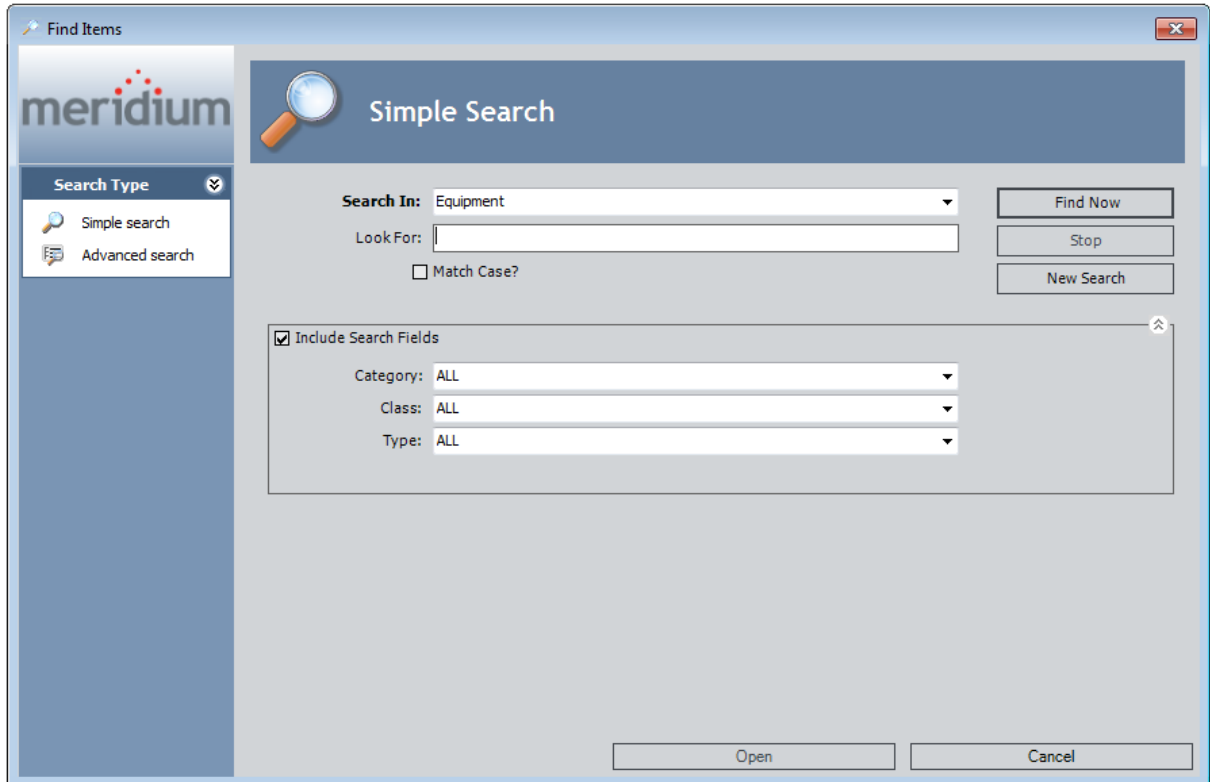 Find Items
meridium
Simple Search
Search Type
Simple search
Advanced search
Search In: Equipment
Find Now
Look For:
Stop
Match Case?
New Search
Include Search Fields
Category: ALL
Class: ALL
Type: ALL
Open
Cancel